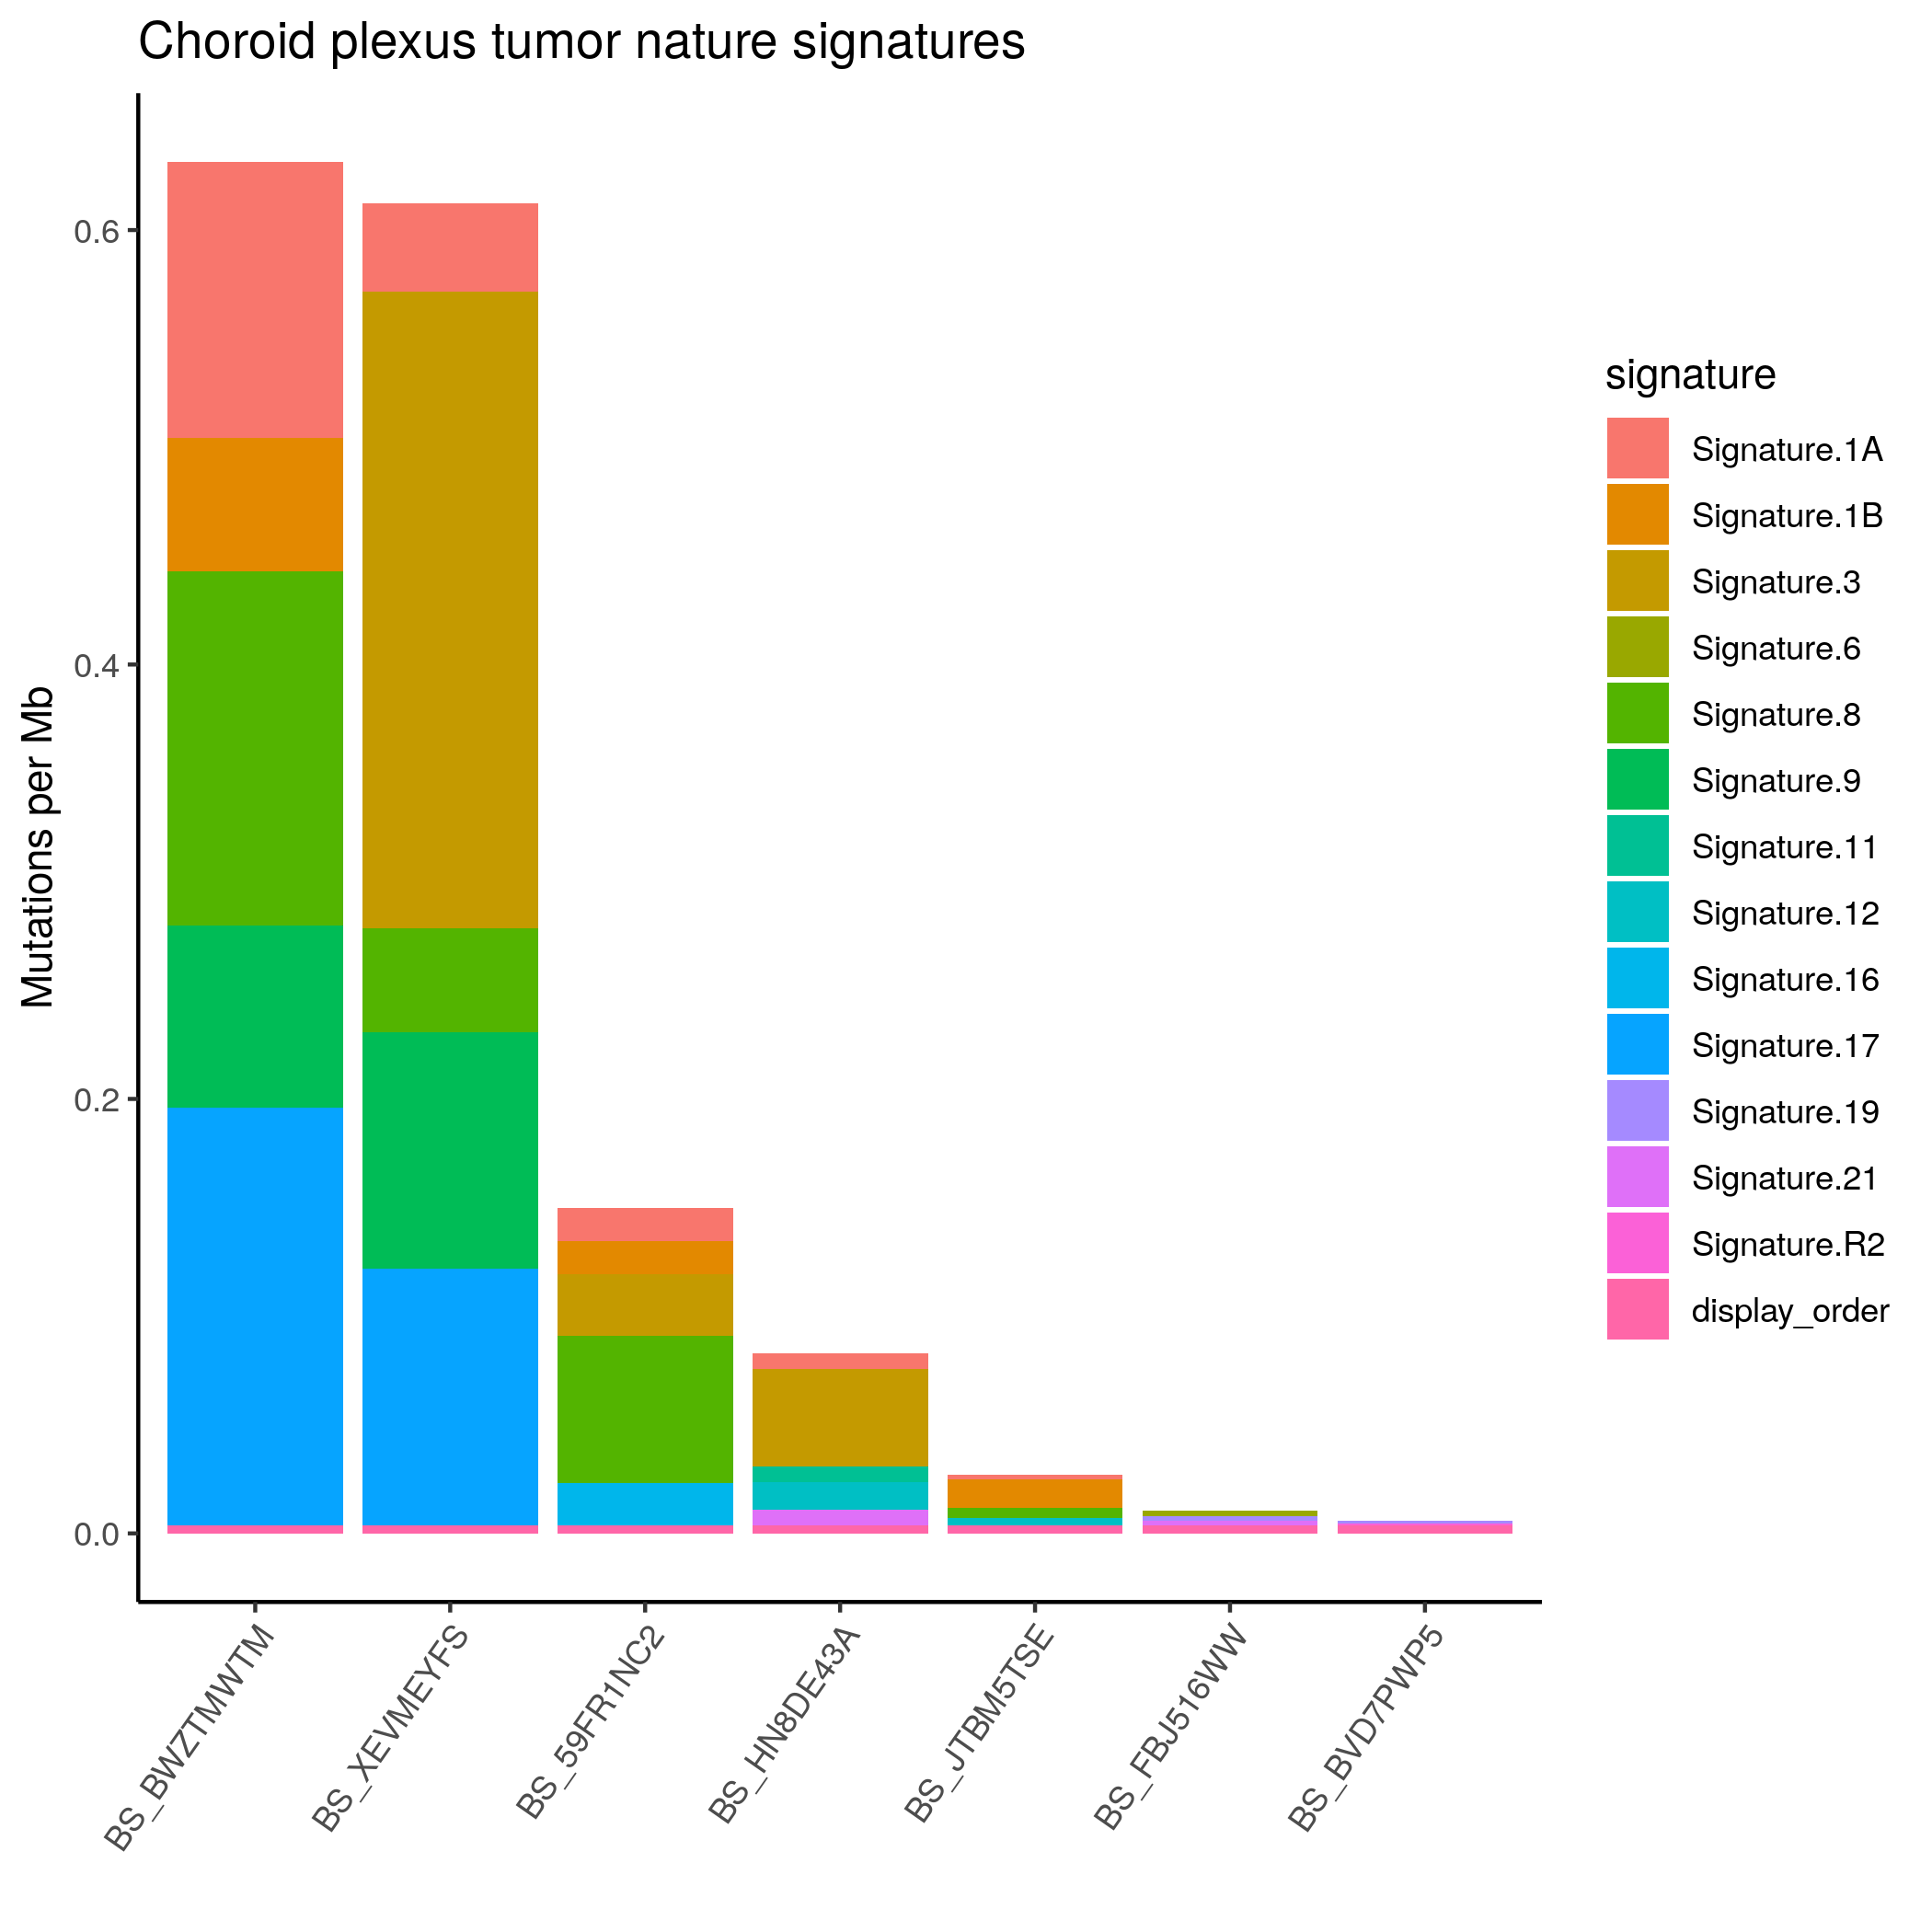 Choroid plexus tumor nature signatures
Mutations per Mb
0.6
0.4
0.2
0.0
BS_BWZTMWTM
BS_XEVMEYFS
BS_59FR1NC2
BS_HN8DE43A
BS_JTBM5TSE
BS_FBJ516WW
BS_BVD7PWP5
signature
Signature.1A
Signature.1B
Signature.3
Signature.6
Signature.8
Signature.9
Signature.11
Signature.12
Signature.16
Signature.17
Signature.19
Signature.21
Signature.R2
display_order